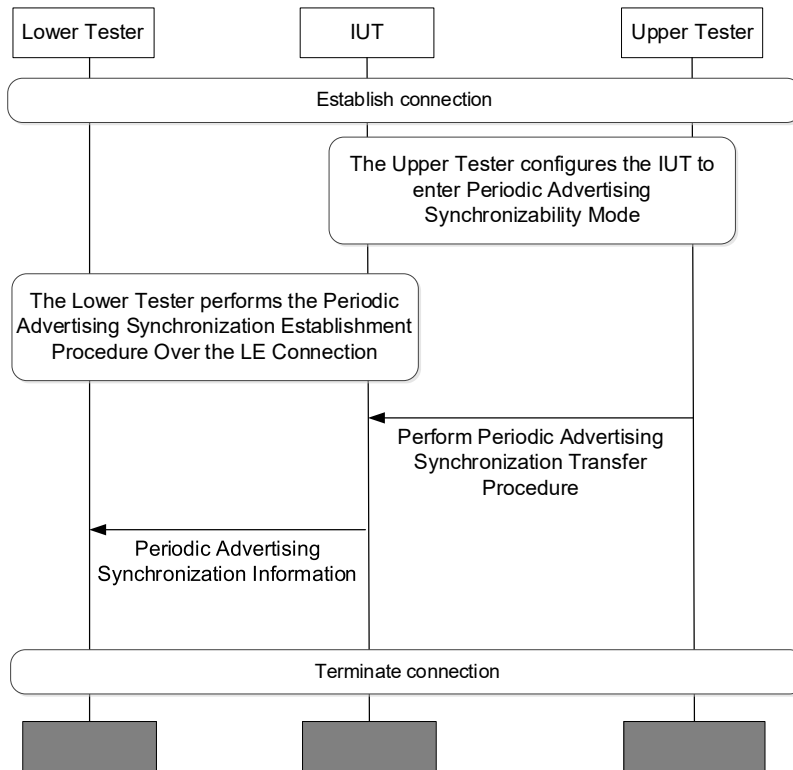 Lower Tester
IUT
Upper Tester
Establish connection
The Upper Tester configures the IUT to
enter Periodic Advertising
Synchronizability Mode
The Lower Tester performs the Periodic
Advertising Synchronization Establishment
Procedure Over the LE Connection
Perform Periodic Advertising
Synchronization Transfer
Procedure
Periodic Advertising
Synchronization Information
Terminate connection